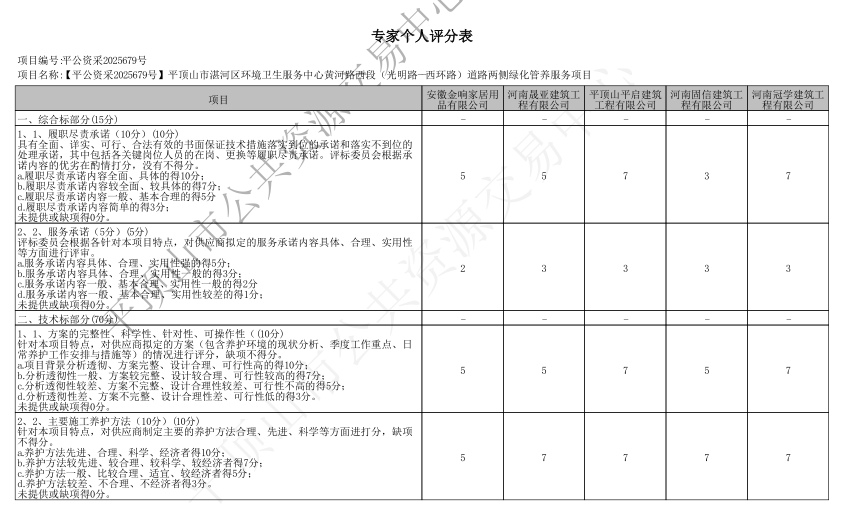 专家个人评分表
项目编号:平公资采2025679号
项目名称:【平公资采2025679号】平顶山市湛河区环境卫生服务中心黄河路西段（光明路—西环路）道路两侧绿化管养服务项目
项目 安徽金响家居用品有限公司 河南晟亚建筑工程有限公司 平顶山平启建筑工程有限公司 河南固信建筑工程有限公司 河南冠学建筑工程有限公司
一、综合标部分(15分) — — — — —
1、1、履职尽责承诺（10分）(10分)
具有全面、详实、可行、合法有效的书面保证技术措施落实到位的承诺和落实不到位的
处理承诺，其中包括各关键岗位人员的在岗、更换等履职尽责承诺。评标委员会根据承
诺内容的优劣在酌情打分，没有不得分。
a.履职尽责承诺内容全面、具体的得10分；
b.履职尽责承诺内容较全面、较具体的得7分；
c.履职尽责承诺内容一般、基本合理的得5分
d.履职尽责承诺内容简单的得3分；
未提供或缺项得0分。
5 5 7 3 7
2、2、服务承诺（5分）(5分)
评标委员会根据各针对本项目特点，对供应商拟定的服务承诺内容具体、合理、实用性
等方面进行评审。
a.服务承诺内容具体、合理、实用性强的得5分；
b.服务承诺内容具体、合理、实用性一般的得3分；
c.服务承诺内容一般、基本合理、实用性一般的得2分
d.服务承诺内容一般、基本合理、实用性较差的得1分；
未提供或缺项得0分。
2 3 3 3 3
二、技术标部分(70分) — — — — —
1、1、方案的完整性、科学性、针对性、可操作性（(10分)
针对本项目特点，对供应商拟定的方案（包含养护环境的现状分析、季度工作重点、日
常养护工作安排与措施等）的情况进行评分，缺项不得分。
a.项目背景分析透彻、方案完整、设计合理、可行性高的得10分；
b.分析透彻性一般、方案较完整、设计较合理、可行性较高的得7分；
c.分析透彻性较差、方案不完整、设计合理性较差、可行性不高的得5分；
d.分析透彻性差、方案不完整、设计合理性差、可行性低的得3分。
未提供或缺项得0分。
5 5 7 5 7
2、2、主要施工养护方法（10分）(10分)
针对本项目特点，对供应商制定主要的养护方法合理、先进、科学等方面进行打分，缺项
不得分。
a.养护方法先进、合理、科学、经济者得10分；
b.养护方法较先进、较合理、较科学、较经济者得7分；
c.养护方法一般、比较合理、适宜、较经济者得5分；
d.养护方法较差、不合理、不经济者得3分。
未提供或缺项得0分。
5 7 7 7 7
平顶山市公共资源交易中心
平顶山市公共资源交易中心